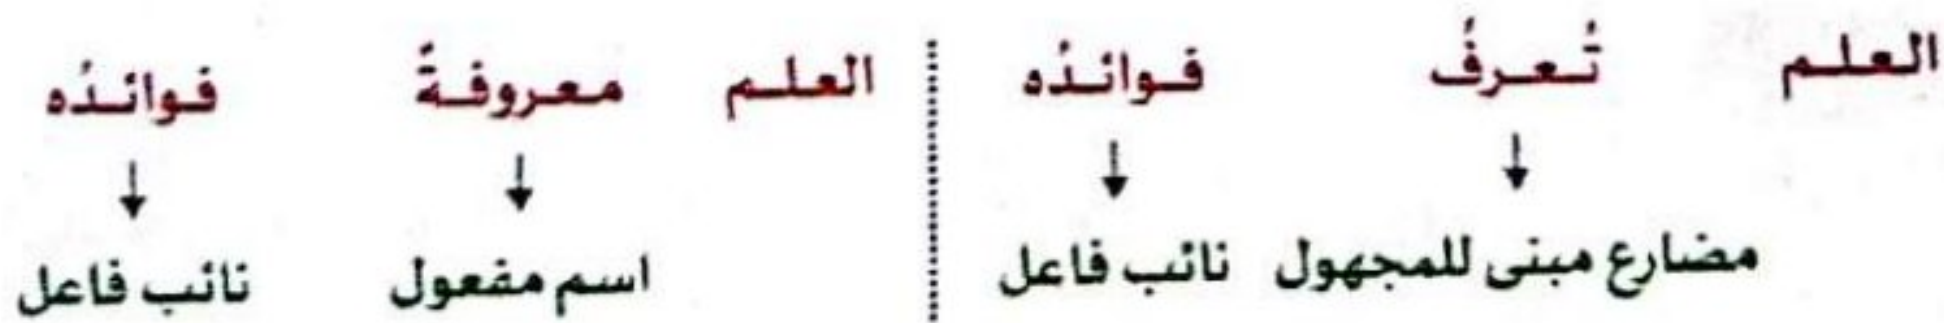 العلم تُعرفُ فوائدُه
مضارع مبنى للمجهول نائب فاعل
العلم معروفةٌ فوائدُه
اسم مفعول نائب فاعل